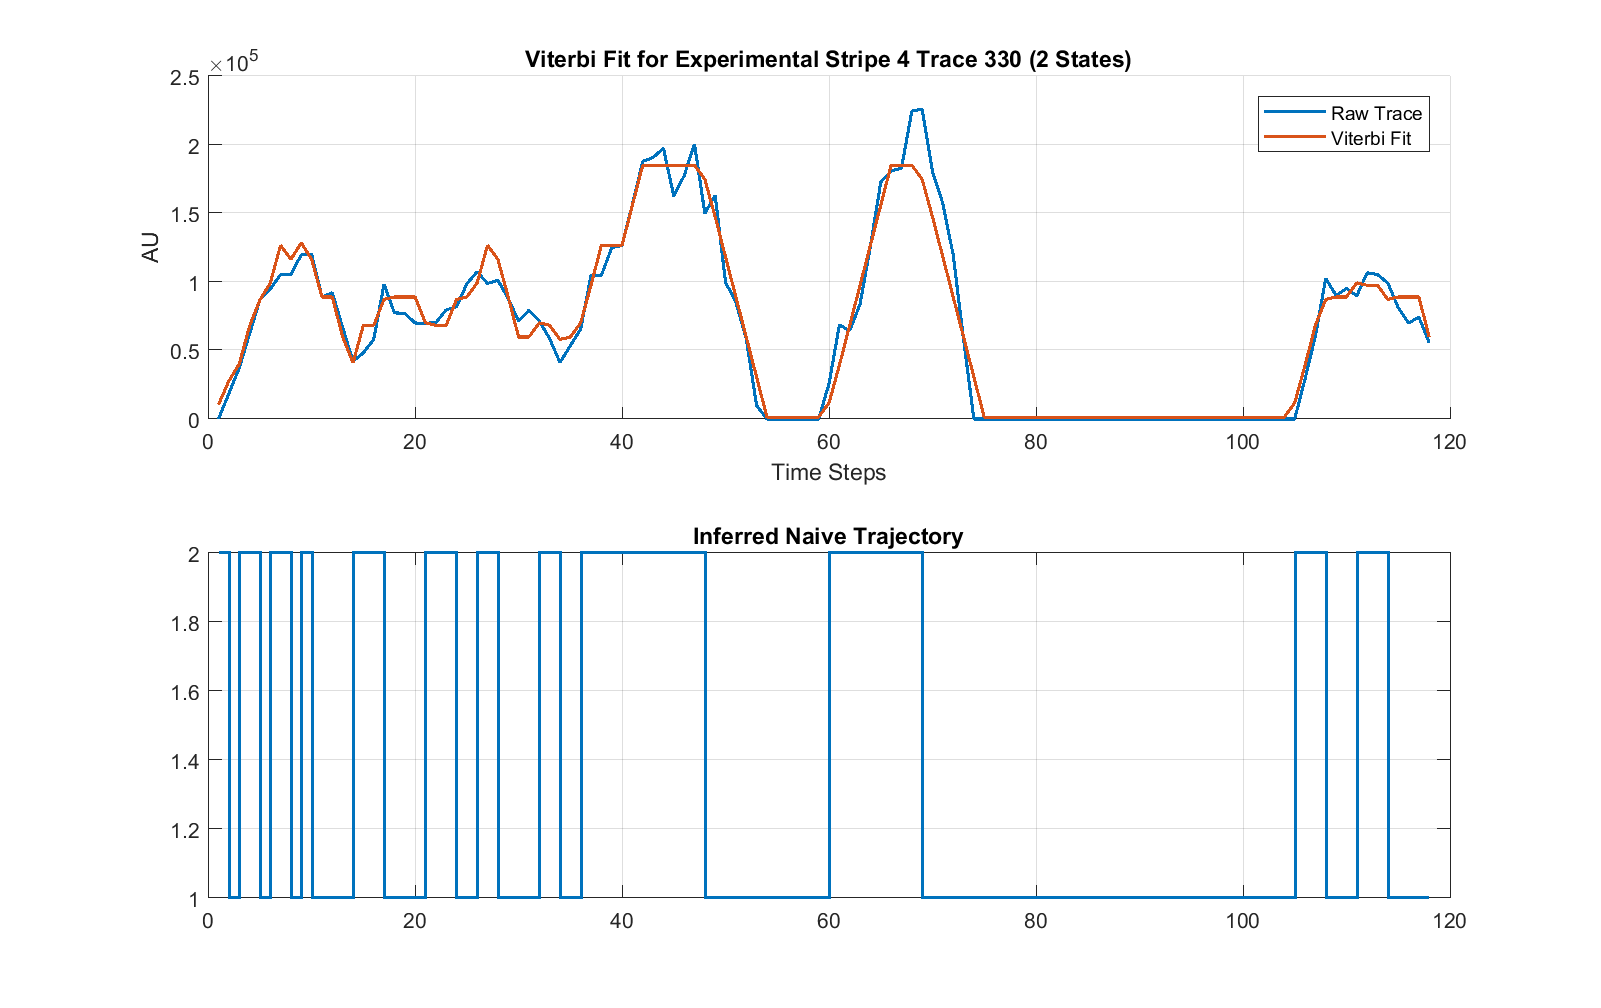 Viterbi Fit for Experimental Stripe 4 Trace 330 (2 States)
×10⁵
2.5
2
1.5
1
0.5
0
AU
Raw Trace
Viterbi Fit
0 20 40 60 80 100 120
Time Steps
Inferred Naive Trajectory
2
1.8
1.6
1.4
1.2
1
0 20 40 60 80 100 120